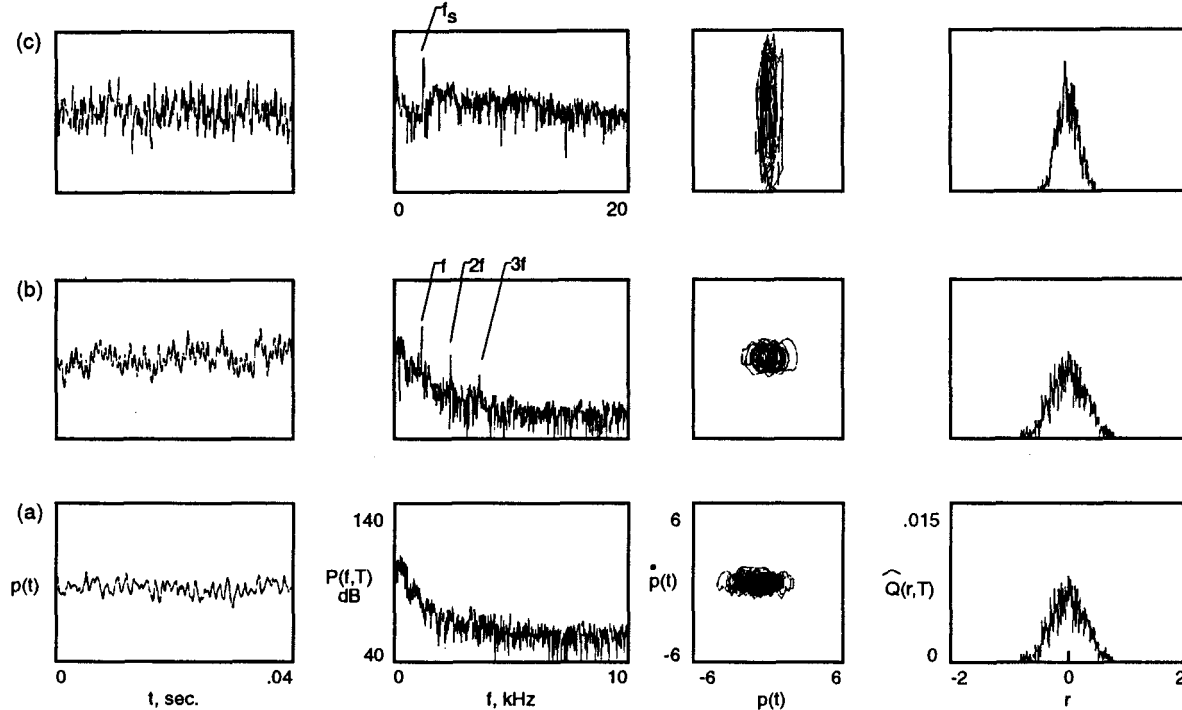 (c)
fs
0 20
(b)
f 2f 3f
(a)
p(t)
0 .04
t, sec.
140
P(f,T)
dB
40
0 10
f, kHz
6
ṗ(t)
-6
-6 6
p(t)
.015
Q̂(r,T)
0
-2 0 2
r